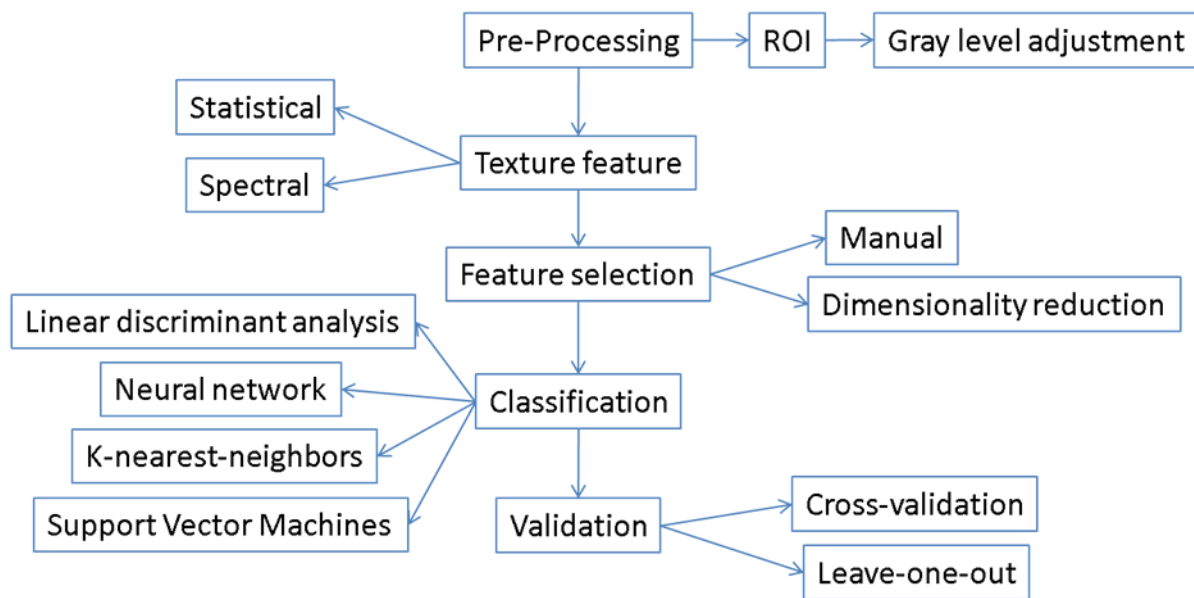 Pre-Processing
ROI
Gray level adjustment
Statistical
Texture feature
Spectral
Manual
Feature selection
Dimensionality reduction
Linear discriminant analysis
Neural network
Classification
K-nearest-neighbors
Cross-validation
Support Vector Machines
Validation
Leave-one-out